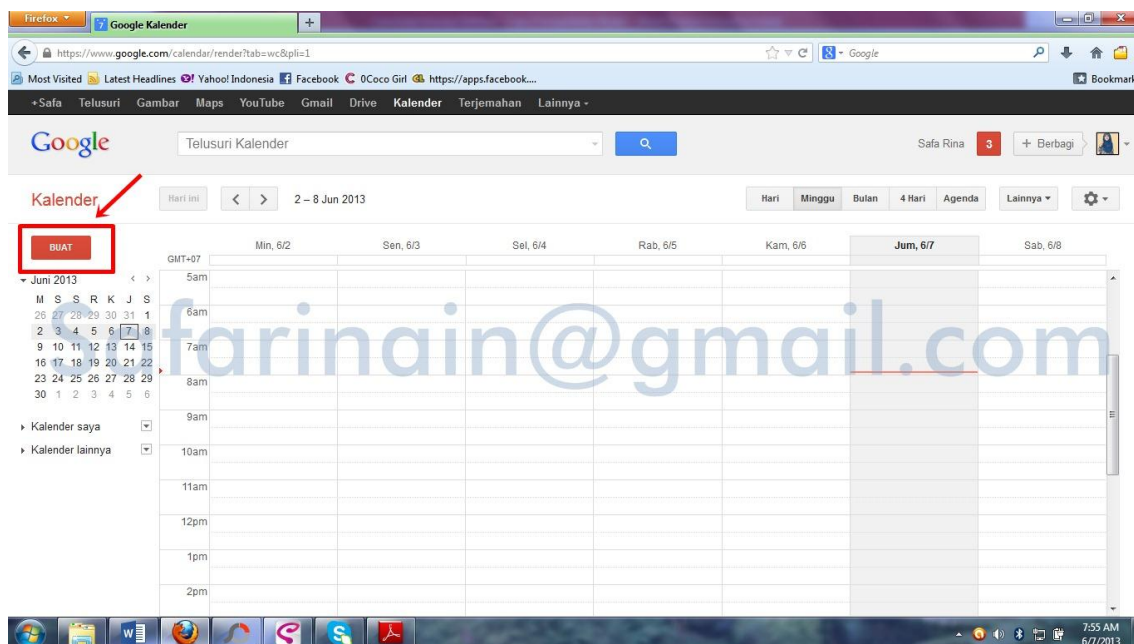 Firefox
7 Google Kalender +
https://www.google.com/calendar/render?tab=wc&pli=1
8 Google
Most Visited Latest Headlines Yahoo! Indonesia Facebook 0Coco Girl https://apps.facebook.... Bookmark
+Safa Telusuri Gambar Maps YouTube Gmail Drive Kalender Terjemahan Lainnya
Google Telusuri Kalender Safa Rina 3 + Berbagi
Kalender Hari ini < > 2 – 8 Jun 2013 Hari Minggu Bulan 4 Hari Agenda Lainnya
BUAT
GMT+07 Min, 6/2 Sen, 6/3 Sel, 6/4 Rab, 6/5 Kam, 6/6 Jum, 6/7 Sab, 6/8
Juni 2013 < >
M S S R K J S
26 27 28 29 30 31 1
2 3 4 5 6 7 8
9 10 11 12 13 14 15
16 17 18 19 20 21 22
23 24 25 26 27 28 29
30 1 2 3 4 5 6
Kalender saya
Kalender lainnya
5am
6am
7am
8am
9am
10am
11am
12pm
1pm
2pm
Sufarinain@gmail.com
W S
7:55 AM
6/7/2013